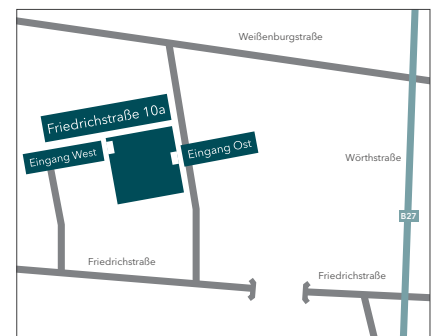 Weißenburgstraße
Friedrichstraße 10a
Eingang West
Eingang Ost
Wörthstraße
B27
Friedrichstraße
Friedrichstraße